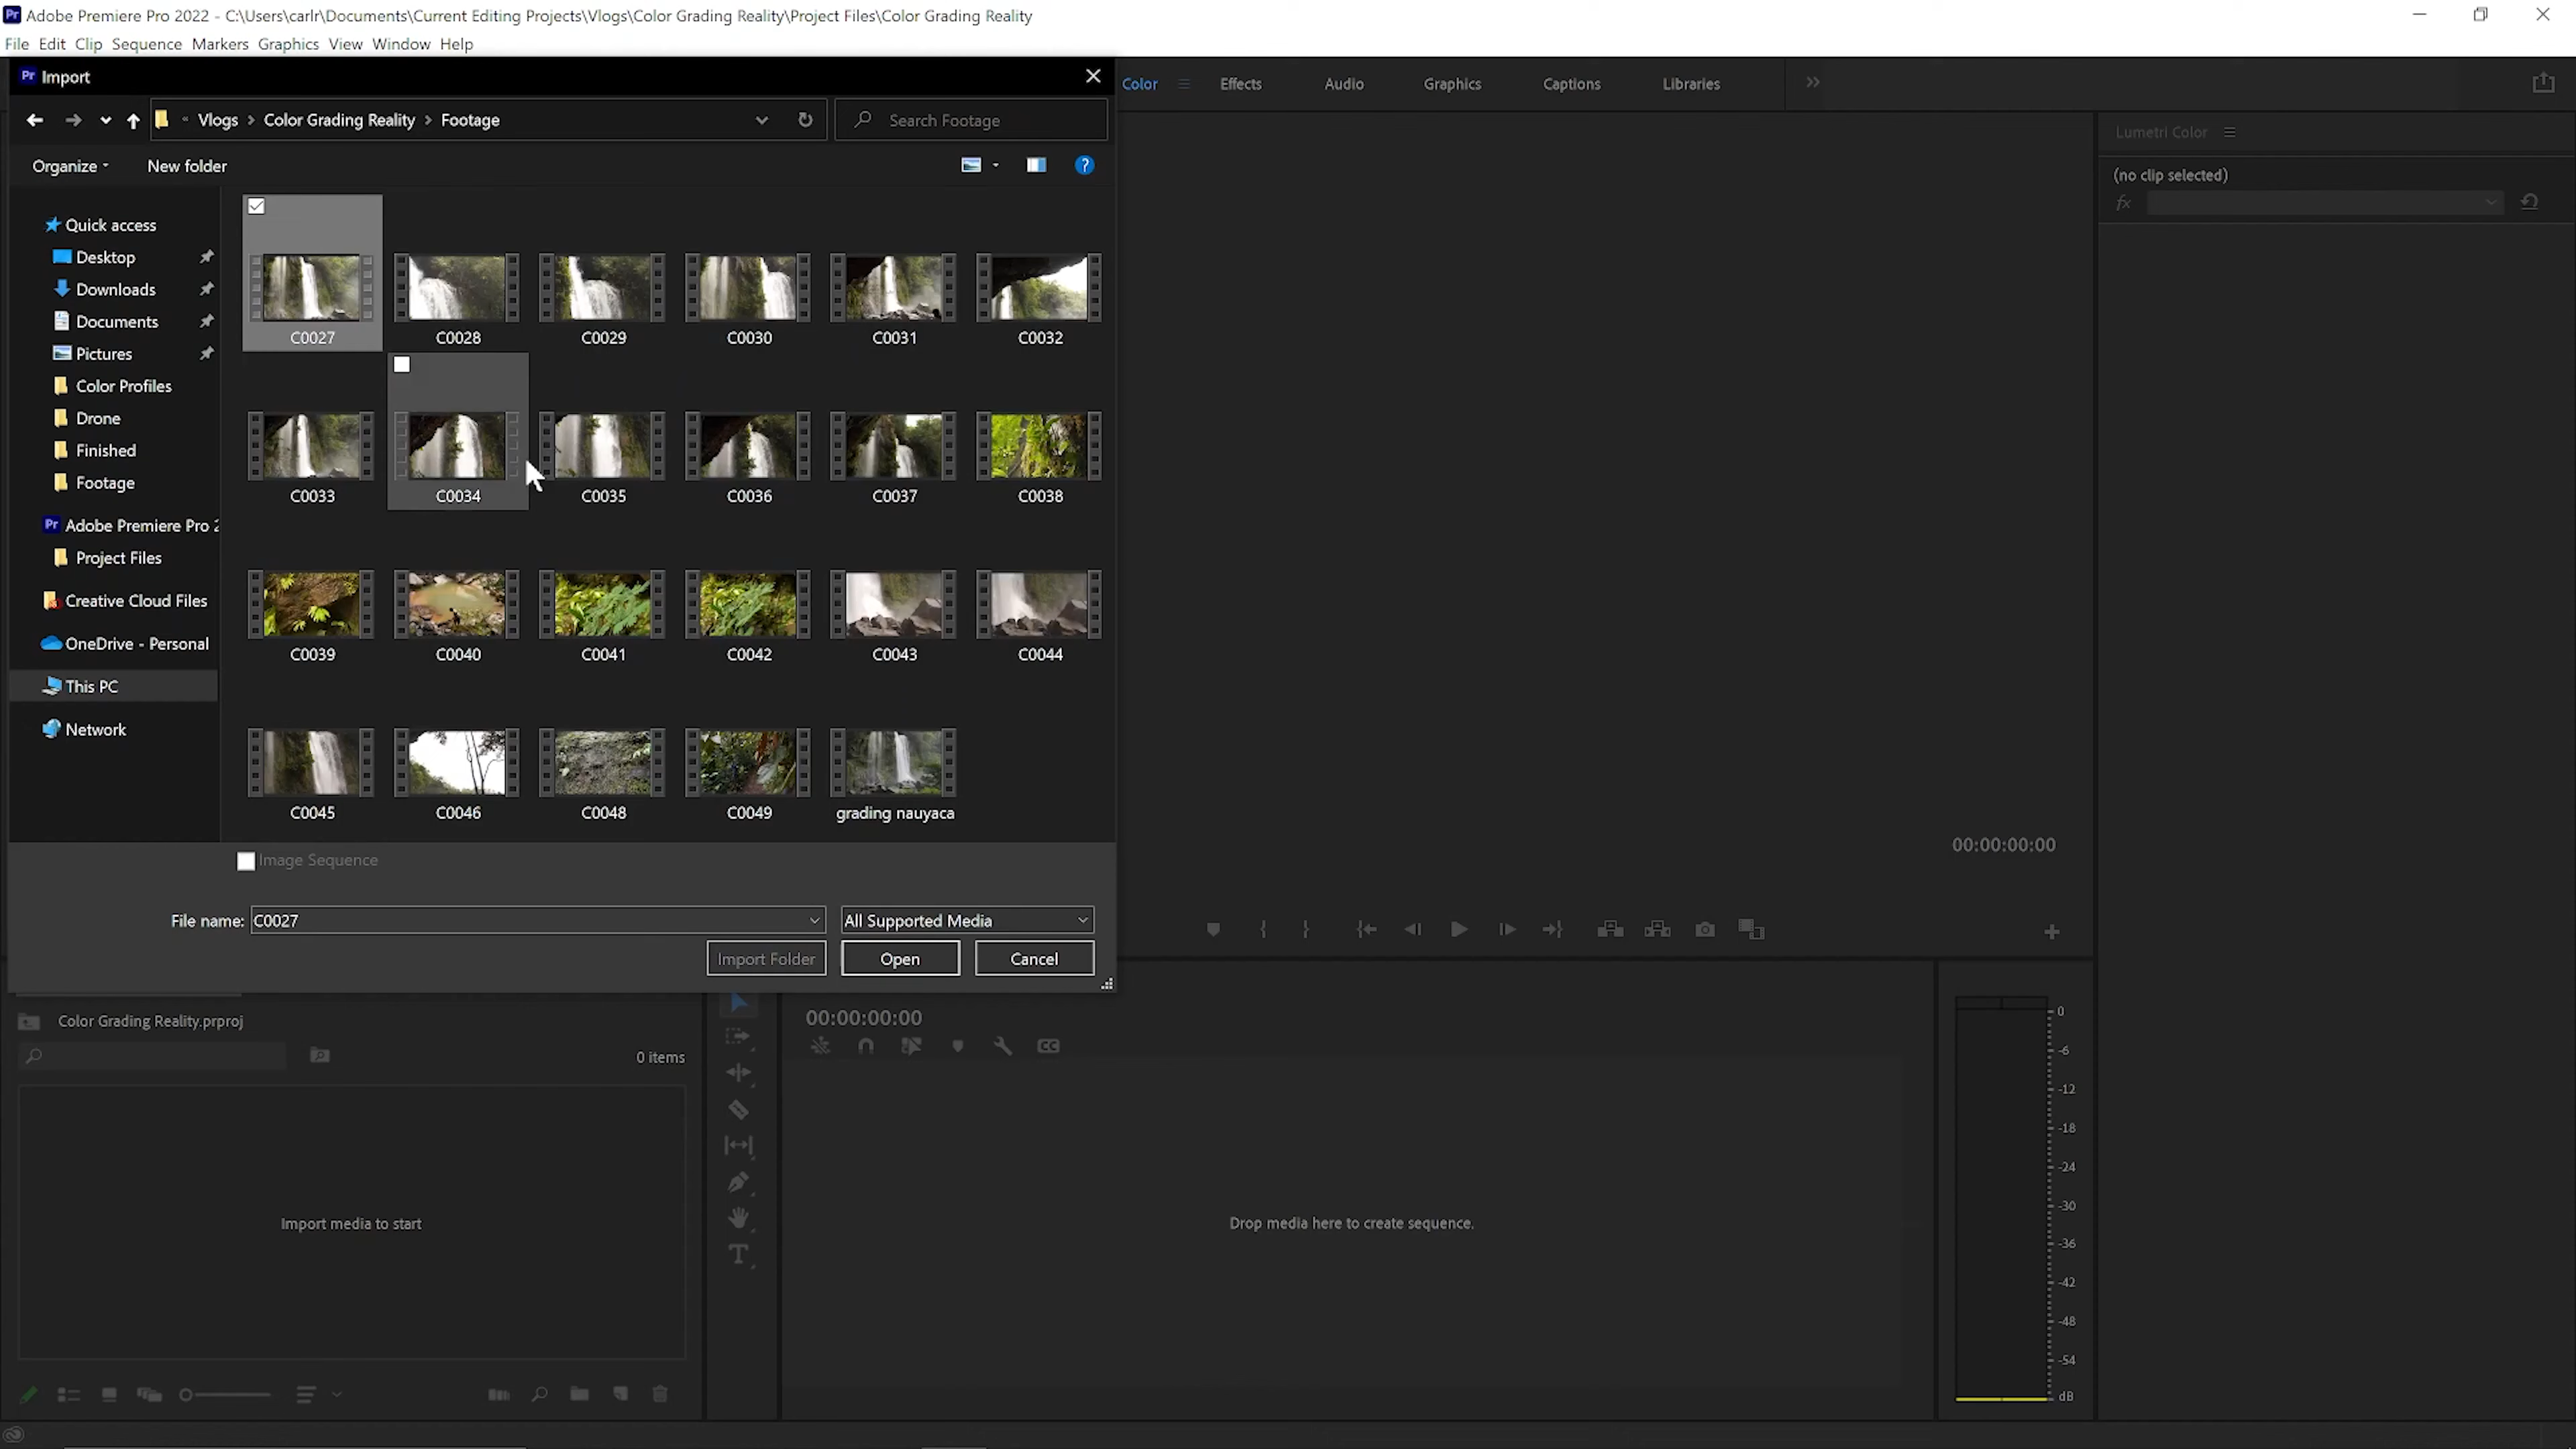 Adobe Premiere Pro 2022 - C:\Users\carlr\Documents\Current Editing Projects\Vlogs\Color Grading Reality\Project Files\Color Grading Reality
File Edit Clip Sequence Markers Graphics View Window Help
Pr Import
Color Effects Audio Graphics Captions Libraries
« Vlogs > Color Grading Reality > Footage
Search Footage
Lumetri Color
Organize New folder
(no clip selected)
fx
Quick access
Desktop
Downloads
Documents
Pictures
Color Profiles
Drone
Finished
Footage
Pr Adobe Premiere Pro 2
Project Files
Creative Cloud Files
OneDrive - Personal
This PC
Network
C0027 C0028 C0029 C0030 C0031 C0032
C0033 C0034 C0035 C0036 C0037 C0038
C0039 C0040 C0041 C0042 C0043 C0044
C0045 C0046 C0048 C0049 grading nauyaca
Image Sequence
File name: C0027 All Supported Media
Import Folder Open Cancel
00:00:00:00
Color Grading Reality.prproj
0 items
Import media to start
00:00:00:00
CC
T
Drop media here to create sequence.
0
-6
-12
-18
-24
-30
-36
-42
-48
-54
dB